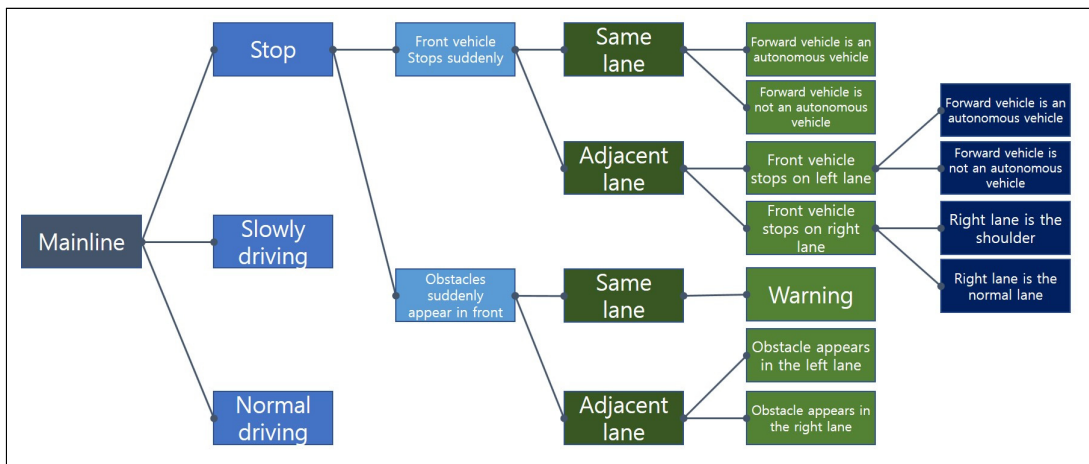 Mainline
Stop
Slowly
driving
Normal
driving
Front vehicle
Stops suddenly
Obstacles
suddenly
appear in front
Same
lane
Adjacent
lane
Same
lane
Adjacent
lane
Forward vehicle is an
autonomous vehicle
Forward vehicle is
not an autonomous
vehicle
Front vehicle
stops on left lane
Front vehicle
stops on right
lane
Warning
Obstacle appears
in the left lane
Obstacle appears in
the right lane
Forward vehicle is an
autonomous vehicle
Forward vehicle is
not an autonomous
vehicle
Right lane is the
shoulder
Right lane is the
normal lane